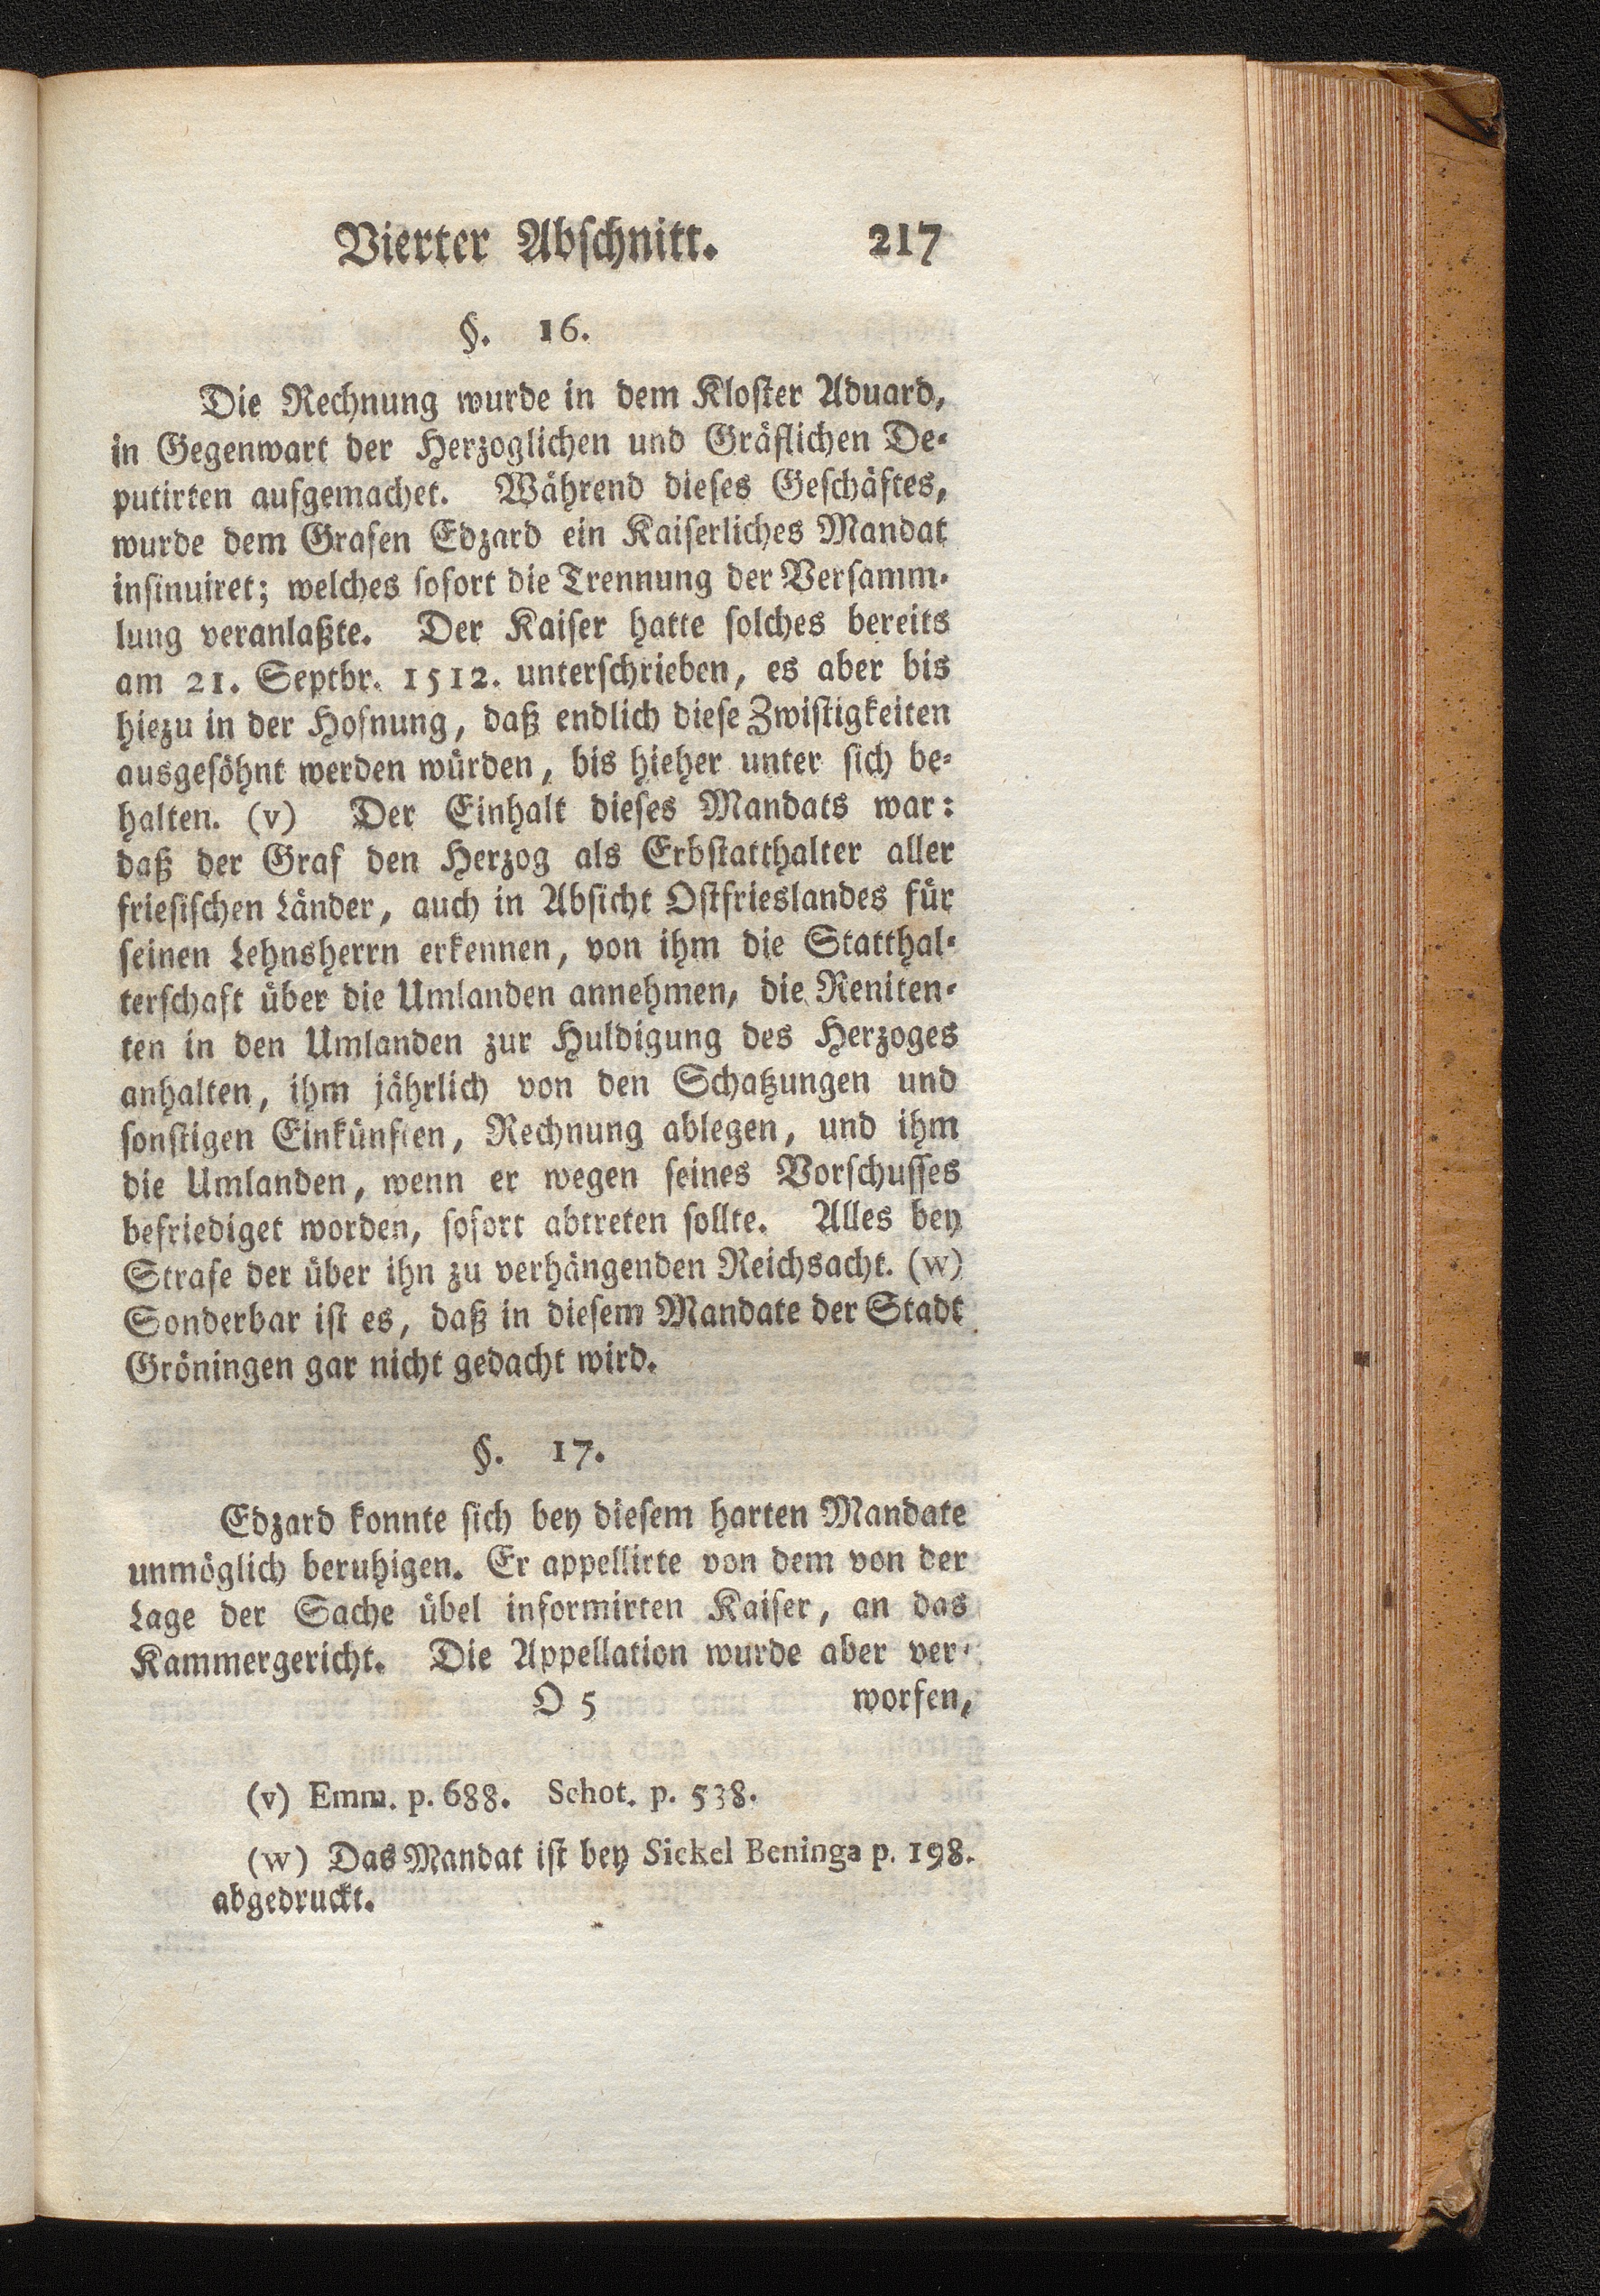 Vierter Abschnitt. 217
§. 16.
Die Rechnung wurde in dem Kloster Aduard,
in Gegenwart der Herzoglichen und Gräflichen De-
putirten aufgemachet. Während dieses Geschäftes,
wurde dem Grafen Edzard ein Kaiserliches Mandat
insinuiret; welches sofort die Trennung der Versamm-
lung veranlaßte. Der Kaiser hatte solches bereits
am 21. Septbr. 1512. unterschrieben, es aber bis
hiezu in der Hofnung, daß endlich diese Zwistigkeiten
ausgesöhnt werden würden, bis hieher unter sich be-
halten. (v) Der Einhalt dieses Mandats war:
daß der Graf den Herzog als Erbstatthalter aller
friesischen Länder, auch in Absicht Ostfrieslandes für
seinen Lehnsherrn erkennen, von ihm die Statthal-
terschaft über die Umlanden annehmen, die Reniten-
ten in den Umlanden zur Huldigung des Herzoges
anhalten, ihm jährlich von den Schatzungen und
sonstigen Einkünften, Rechnung ablegen, und ihm
die Umlanden, wenn er wegen seines Vorschusses
befriediget worden, sofort abtreten sollte. Alles bey
Strafe der über ihn zu verhängenden Reichsacht. (w)
Sonderbar ist es, daß in diesem Mandate der Stadt
Gröningen gar nicht gedacht wird.
§. 17.
Edzard konnte sich bey diesem harten Mandate
unmöglich beruhigen. Er appellirte von dem von der
Lage der Sache übel informirten Kaiser, an das
Kammergericht. Die Appellation wurde aber ver-
O 5 worfen,
(v) Emm. p. 688. Schot. p. 538.
(w) Das Mandat ist bey Sickel Beninga p. 198.
abgedruckt.